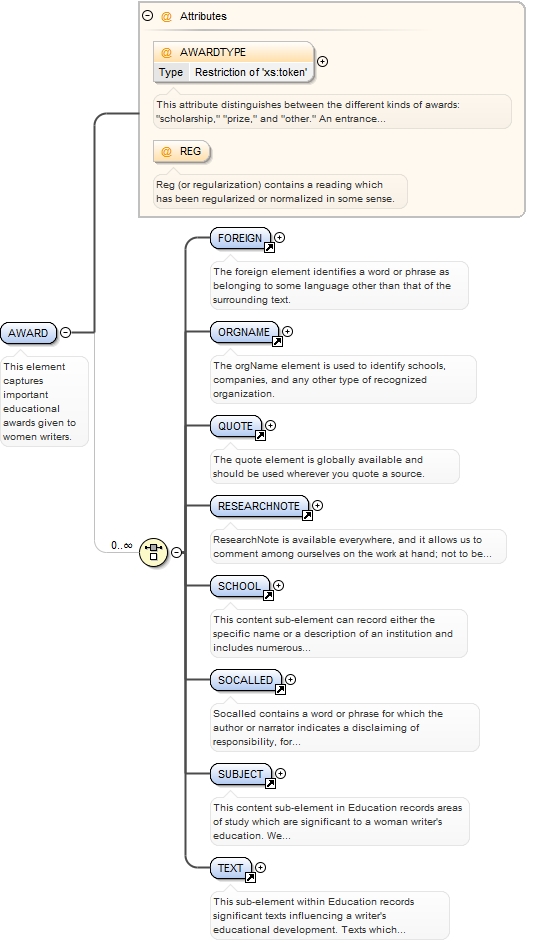 Attributes
@ AWARDTYPE
Type Restriction of 'xs:token'
This attribute distinguishes between the different kinds of awards:
"scholarship," "prize," and "other." An entrance...
@ REG
Reg (or regularization) contains a reading which
has been regularized or normalized in some sense.
AWARD
This element
captures
important
educational
awards given to
women writers.
0..∞
FOREIGN
The foreign element identifies a word or phrase as
belonging to some language other than that of the
surrounding text.
ORGNAME
The orgName element is used to identify schools,
companies, and any other type of recognized
organization.
QUOTE
The quote element is globally available and
should be used wherever you quote a source.
RESEARCHNOTE
ResearchNote is available everywhere, and it allows us to
comment among ourselves on the work at hand; not to be...
SCHOOL
This content sub-element can record either the
specific name or a description of an institution and
includes numerous...
SOCALLED
Socalled contains a word or phrase for which the
author or narrator indicates a disclaiming of
responsibility, for...
SUBJECT
This content sub-element in Education records areas
of study which are significant to a woman writer's
education. We...
TEXT
This sub-element within Education records
significant texts influencing a writer's
educational development. Texts which...